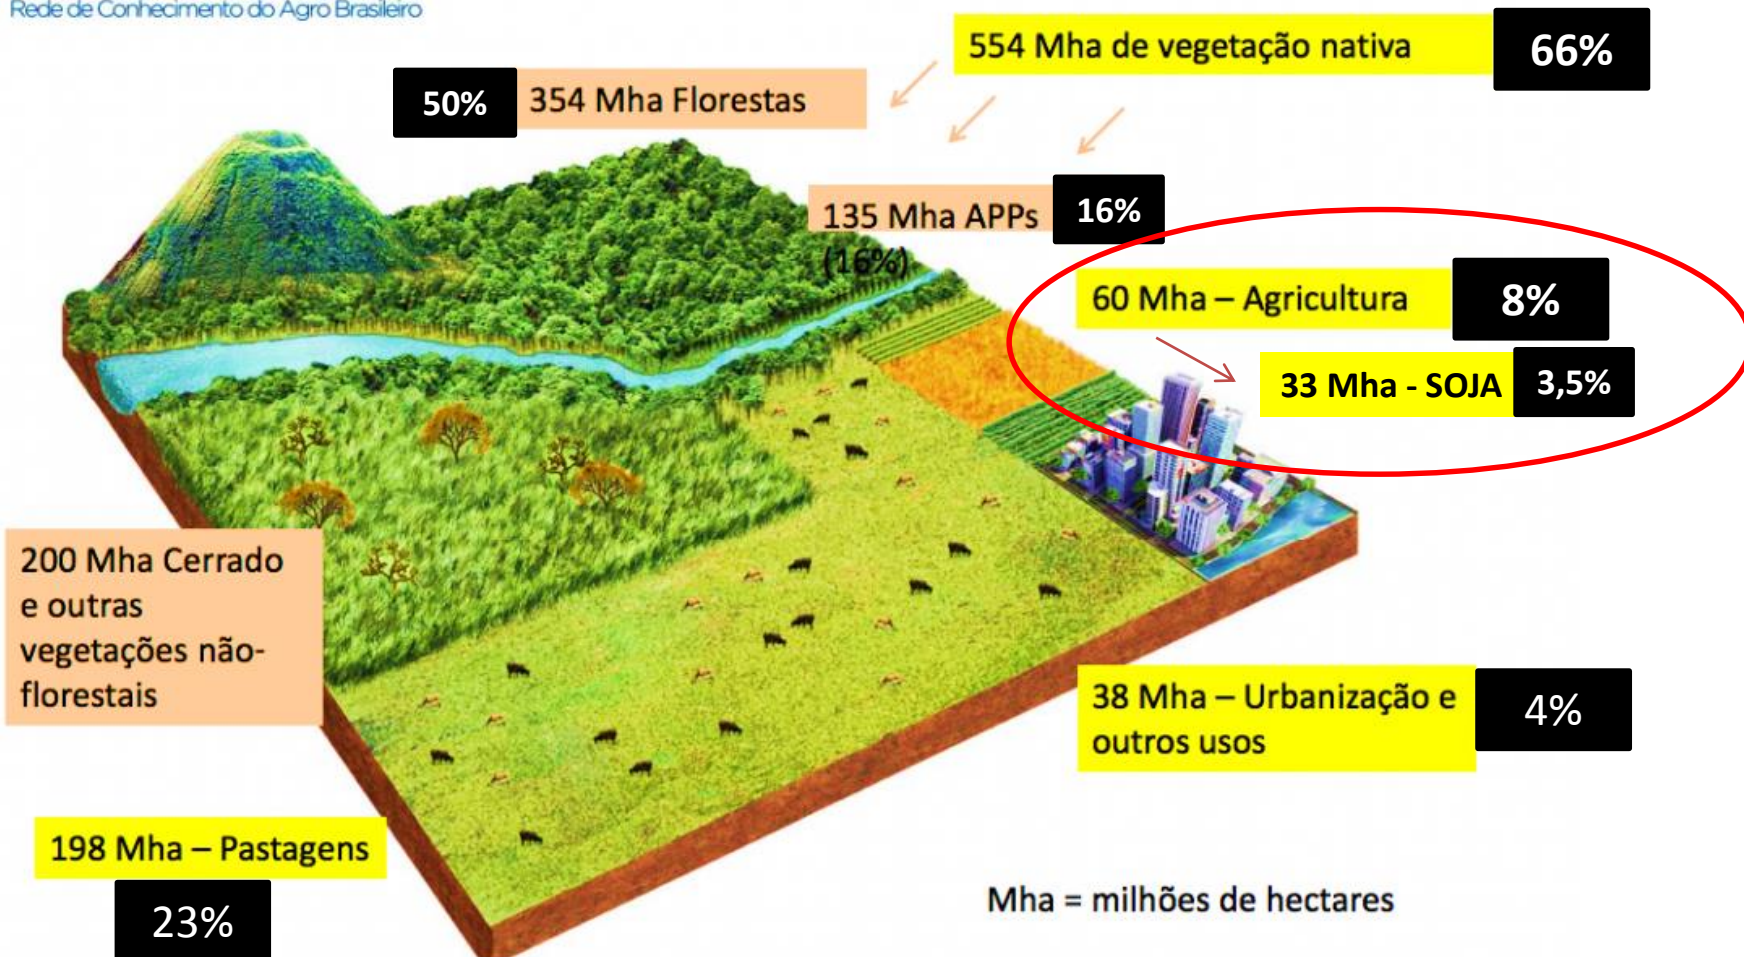 Rede de Conhecimento do Agro Brasileiro
554 Mha de vegetação nativa
66%
50%
354 Mha Florestas
135 Mha APPs
(16%)
16%
60 Mha – Agricultura
8%
33 Mha - SOJA
3,5%
200 Mha Cerrado
e outras
vegetações não-
florestais
38 Mha – Urbanização e
outros usos
4%
198 Mha – Pastagens
23%
Mha = milhões de hectares